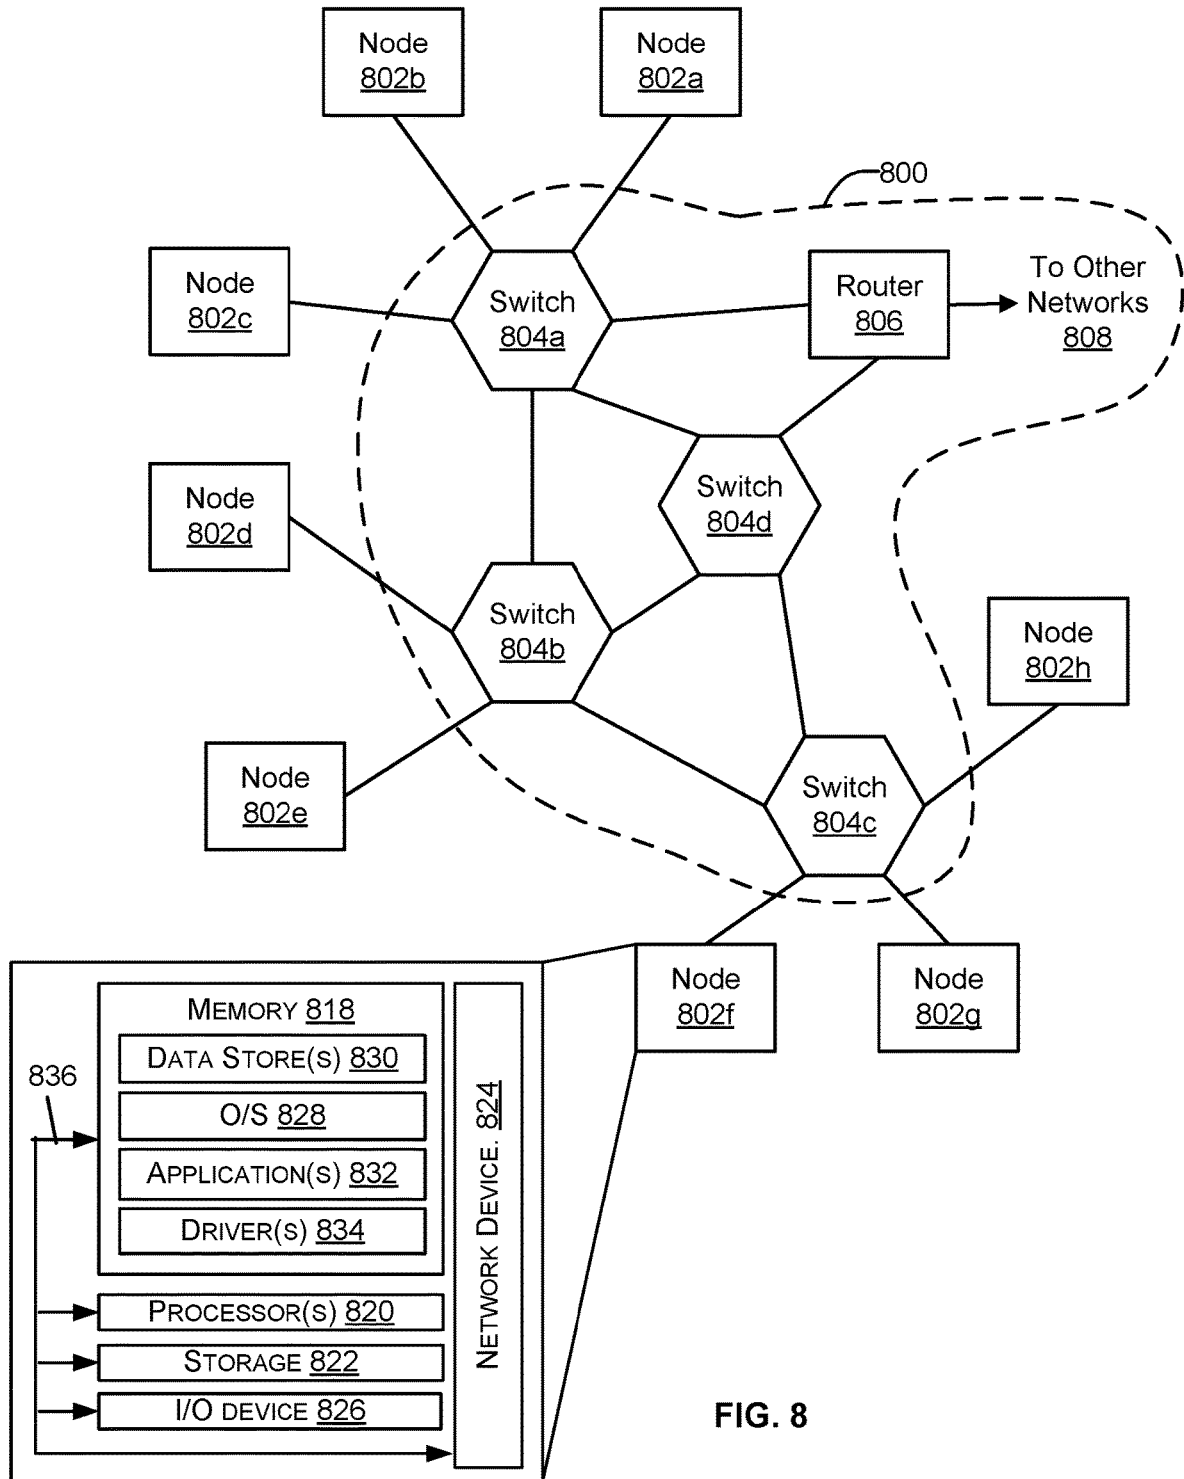 Node
802b
Node
802a
800
Node
802c
Switch
804a
Router
806
To Other
Networks
808
Node
802d
Switch
804d
Switch
804b
Node
802h
Node
802e
Switch
804c
Node
802f
Node
802g
MEMORY 818
DATA STORE(S) 830
836
O/S 828
APPLICATION(S) 832
DRIVER(S) 834
NETWORK DEVICE. 824
PROCESSOR(S) 820
STORAGE 822
I/O DEVICE 826
FIG. 8